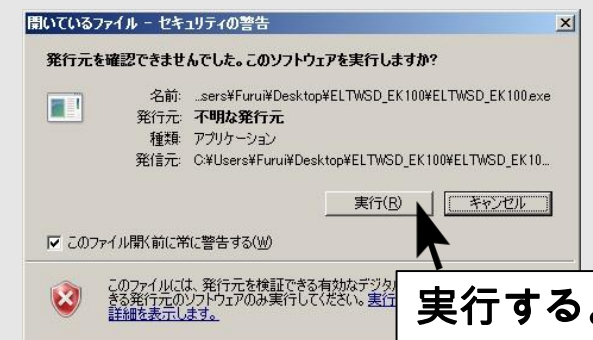 開いているファイル - セキュリティの警告
発行元を確認できませんでした。このソフトウェアを実行しますか?
名前: ...sers¥Furui¥Desktop¥ELTWSD_EK100¥ELTWSD_EK100.exe
発行元: 不明な発行元
種類: アプリケーション
発信元: C:¥Users¥Furui¥Desktop¥ELTWSD_EK100¥ELTWSD_EK10...
実行(R) キャンセル
このファイル開く前に常に警告する(W)
このファイルには、発行元を検証できる有効なデジタル
きる発行元のソフトウェアのみ実行してください。実行
詳細を表示します。
実行する。